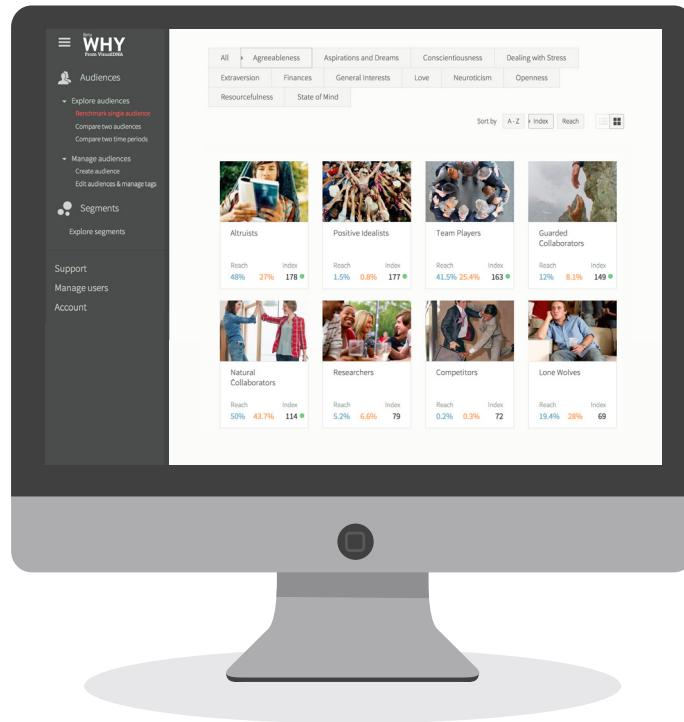 Beta
WHY
From VisualDNA
Audiences
Explore audiences
Benchmark single audience
Compare two audiences
Compare two time periods
Manage audiences
Create audience
Edit audiences & manage tags
Segments
Explore segments
Support
Manage users
Account
All Agreeableness Aspirations and Dreams Conscientiousness Dealing with Stress
Extraversion Finances General Interests Love Neuroticism Openness
Resourcefulness State of Mind
Sort by A - Z Index Reach
Altruists
Reach Index
48% 27% 178
Positive Idealists
Reach Index
1.5% 0.8% 177
Team Players
Reach Index
41.5% 25.4% 163
Guarded
Collaborators
Reach Index
12% 8.1% 149
Natural
Collaborators
Reach Index
50% 43.7% 114
Researchers
Reach Index
5.2% 6.6% 79
Competitors
Reach Index
0.2% 0.3% 72
Lone Wolves
Reach Index
19.4% 28% 69